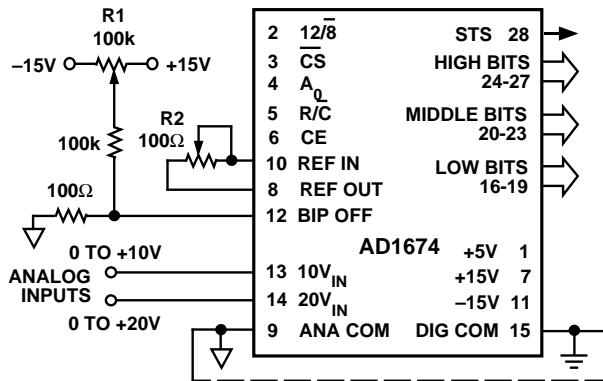 R1
100k
–15V
+15V
100k
R2
100Ω
100Ω
0 TO +10V
ANALOG
INPUTS
0 TO +20V
2 12/8̅
3 C̅S̅
4 A₀
5 R/C̅
6 CE
10 REF IN
8 REF OUT
12 BIP OFF
AD1674
13 10VIN
14 20VIN
9 ANA COM
STS 28
HIGH BITS
24-27
MIDDLE BITS
20-23
LOW BITS
16-19
+5V 1
+15V 7
–15V 11
DIG COM 15